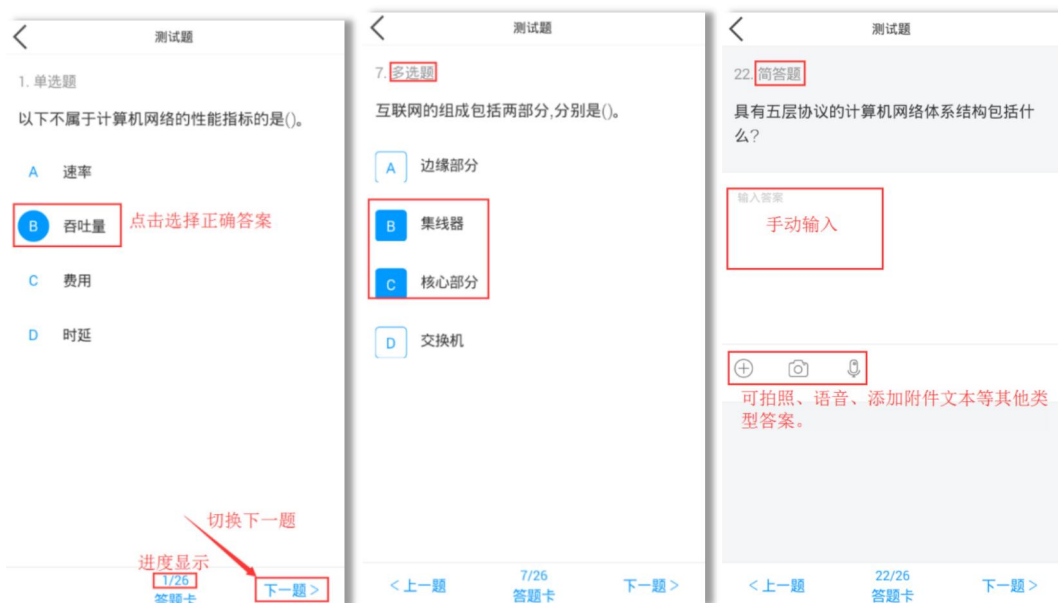 测试题
1. 单选题
以下不属于计算机网络的性能指标的是()。
A 速率
B 吞吐量
点击选择正确答案
C 费用
D 时延
切换下一题
进度显示
1/26
答题卡
下一题 >
测试题
7. 多选题
互联网的组成包括两部分,分别是()。
A 边缘部分
B 集线器
C 核心部分
D 交换机
< 上一题
7/26
答题卡
下一题 >
测试题
22. 简答题
具有五层协议的计算机网络体系结构包括什
么?
输入答案
手动输入
可拍照、语音、添加附件文本等其他类
型答案。
< 上一题
22/26
答题卡
下一题 >